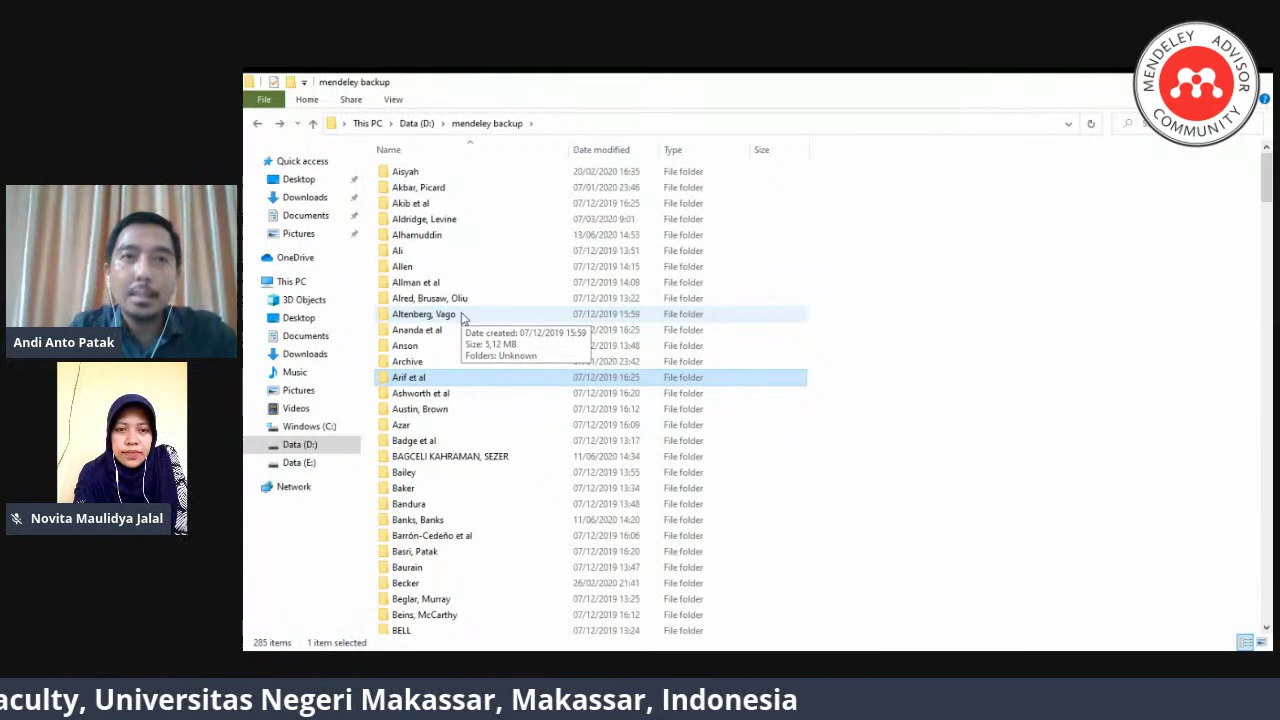 MENDELEY ADVISOR COMMUNITY
mendeley backup
File Home Share View
This PC Data (D:) mendeley backup
Name Date modified Type Size
Quick access
Desktop
Downloads
Documents
Pictures
OneDrive
This PC
3D Objects
Desktop
Documents
Downloads
Music
Pictures
Videos
Windows (C:)
Data (D:)
Data (E:)
Network
Aisyah 20/02/2020 16:35 File folder
Akbar, Picard 07/01/2020 23:46 File folder
Akib et al 07/12/2019 16:25 File folder
Aldridge, Levine 07/03/2020 9:01 File folder
Alhamuddin 13/06/2020 14:53 File folder
Ali 07/12/2019 13:51 File folder
Allen 07/12/2019 14:15 File folder
Allman et al 07/12/2019 14:09 File folder
Alred, Brusaw, Oliu 07/12/2019 13:22 File folder
Altenberg, Vago 07/12/2019 15:59 File folder
Ananda et al 16:25 File folder
Anson 13:48 File folder
Archive 23:42 File folder
Date created: 07/12/2019 15:59
Size: 5,12 MB
Folders: Unknown
Arif et al 07/12/2019 16:25 File folder
Ashworth et al 07/12/2019 16:20 File folder
Austin, Brown 07/12/2019 16:12 File folder
Azar 07/12/2019 16:09 File folder
Badge et al 07/12/2019 13:17 File folder
BAGCELI KAHRAMAN, SEZER 11/06/2020 14:34 File folder
Bailey 07/12/2019 13:55 File folder
Baker 07/12/2019 13:34 File folder
Bandura 07/12/2019 13:48 File folder
Banks, Banks 11/06/2020 14:20 File folder
Barrón-Cedeño et al 07/12/2019 16:06 File folder
Basri, Patak 07/12/2019 16:20 File folder
Baurain 07/12/2019 13:47 File folder
Becker 26/02/2020 21:41 File folder
Beglar, Murray 07/12/2019 13:25 File folder
Beins, McCarthy 07/12/2019 16:12 File folder
BELL 07/12/2019 13:24 File folder
285 items 1 item selected
Andi Anto Patak
Novita Maulidya Jalal
aculty, Universitas Negeri Makassar, Makassar, Indonesia